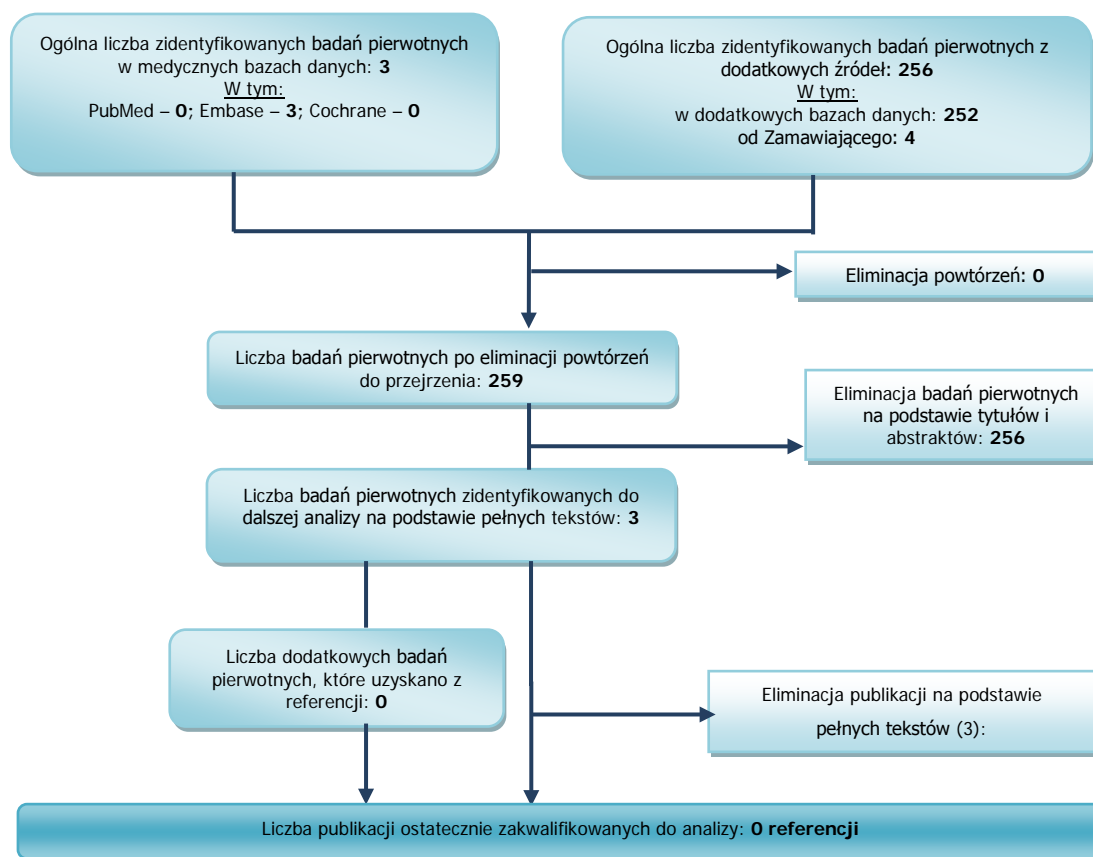 Ogólna liczba zidentyfikowanych badań pierwotnych
w medycznych bazach danych: 3
W tym:
PubMed – 0; Embase – 3; Cochrane – 0
Ogólna liczba zidentyfikowanych badań pierwotnych z
dodatkowych źródeł: 256
W tym:
w dodatkowych bazach danych: 252
od Zamawiającego: 4
Eliminacja powtórzeń: 0
Liczba badań pierwotnych po eliminacji powtórzeń
do przejrzenia: 259
Eliminacja badań pierwotnych
na podstawie tytułów i
abstraktów: 256
Liczba badań pierwotnych zidentyfikowanych do
dalszej analizy na podstawie pełnych tekstów: 3
Liczba dodatkowych badań
pierwotnych, które uzyskano z
referencji: 0
Eliminacja publikacji na podstawie
pełnych tekstów (3):
Liczba publikacji ostatecznie zakwalifikowanych do analizy: 0 referencji